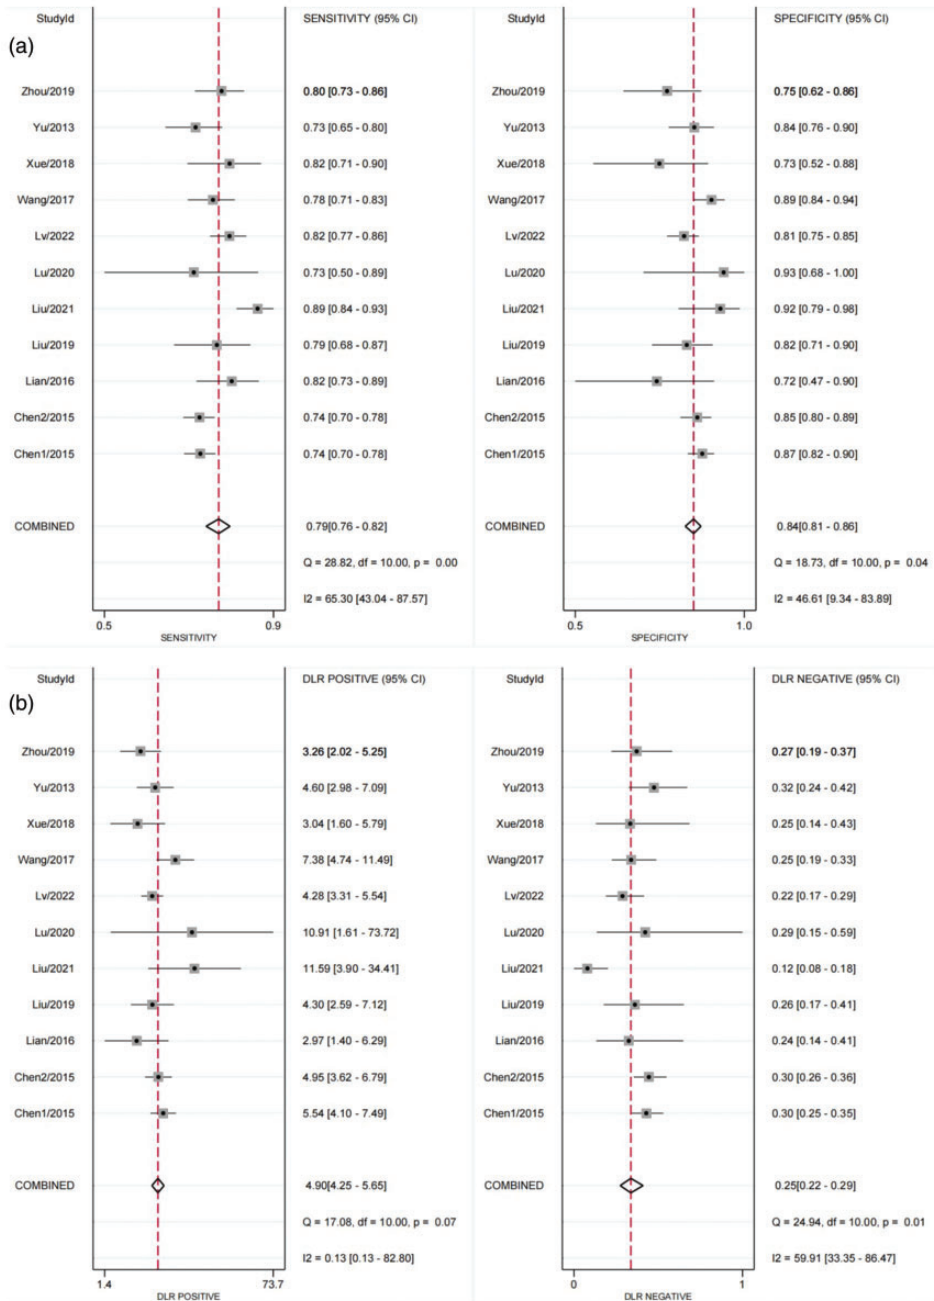 StudyId SENSITIVITY (95% CI) StudyId SPECIFICITY (95% CI)
(a)
Zhou/2019 0.80 [0.73 - 0.86] Zhou/2019 0.75 [0.62 - 0.86]
Yu/2013 0.73 [0.65 - 0.80] Yu/2013 0.84 [0.76 - 0.90]
Xue/2018 0.82 [0.71 - 0.90] Xue/2018 0.73 [0.52 - 0.88]
Wang/2017 0.78 [0.71 - 0.83] Wang/2017 0.89 [0.84 - 0.94]
Lv/2022 0.82 [0.77 - 0.86] Lv/2022 0.81 [0.75 - 0.85]
Lu/2020 0.73 [0.50 - 0.89] Lu/2020 0.93 [0.68 - 1.00]
Liu/2021 0.89 [0.84 - 0.93] Liu/2021 0.92 [0.79 - 0.98]
Liu/2019 0.79 [0.68 - 0.87] Liu/2019 0.82 [0.71 - 0.90]
Lian/2016 0.82 [0.73 - 0.89] Lian/2016 0.72 [0.47 - 0.90]
Chen2/2015 0.74 [0.70 - 0.78] Chen2/2015 0.85 [0.80 - 0.89]
Chen1/2015 0.74 [0.70 - 0.78] Chen1/2015 0.87 [0.82 - 0.90]
COMBINED 0.79[0.76 - 0.82] COMBINED 0.84[0.81 - 0.86]
Q = 28.82, df = 10.00, p = 0.00 Q = 18.73, df = 10.00, p = 0.04
I2 = 65.30 [43.04 - 87.57] I2 = 46.61 [9.34 - 83.89]
0.5 0.9 0.5 1.0
SENSITIVITY SPECIFICITY
StudyId DLR POSITIVE (95% CI) StudyId DLR NEGATIVE (95% CI)
(b)
Zhou/2019 3.26 [2.02 - 5.25] Zhou/2019 0.27 [0.19 - 0.37]
Yu/2013 4.60 [2.98 - 7.09] Yu/2013 0.32 [0.24 - 0.42]
Xue/2018 3.04 [1.60 - 5.79] Xue/2018 0.25 [0.14 - 0.43]
Wang/2017 7.38 [4.74 - 11.49] Wang/2017 0.25 [0.19 - 0.33]
Lv/2022 4.28 [3.31 - 5.54] Lv/2022 0.22 [0.17 - 0.29]
Lu/2020 10.91 [1.61 - 73.72] Lu/2020 0.29 [0.15 - 0.59]
Liu/2021 11.59 [3.90 - 34.41] Liu/2021 0.12 [0.08 - 0.18]
Liu/2019 4.30 [2.59 - 7.12] Liu/2019 0.26 [0.17 - 0.41]
Lian/2016 2.97 [1.40 - 6.29] Lian/2016 0.24 [0.14 - 0.41]
Chen2/2015 4.95 [3.62 - 6.79] Chen2/2015 0.30 [0.26 - 0.36]
Chen1/2015 5.54 [4.10 - 7.49] Chen1/2015 0.30 [0.25 - 0.35]
COMBINED 4.90[4.25 - 5.65] COMBINED 0.25[0.22 - 0.29]
Q = 17.08, df = 10.00, p = 0.07 Q = 24.94, df = 10.00, p = 0.01
I2 = 0.13 [0.13 - 82.80] I2 = 59.91 [33.35 - 86.47]
1.4 73.7 0 1
DLR POSITIVE DLR NEGATIVE